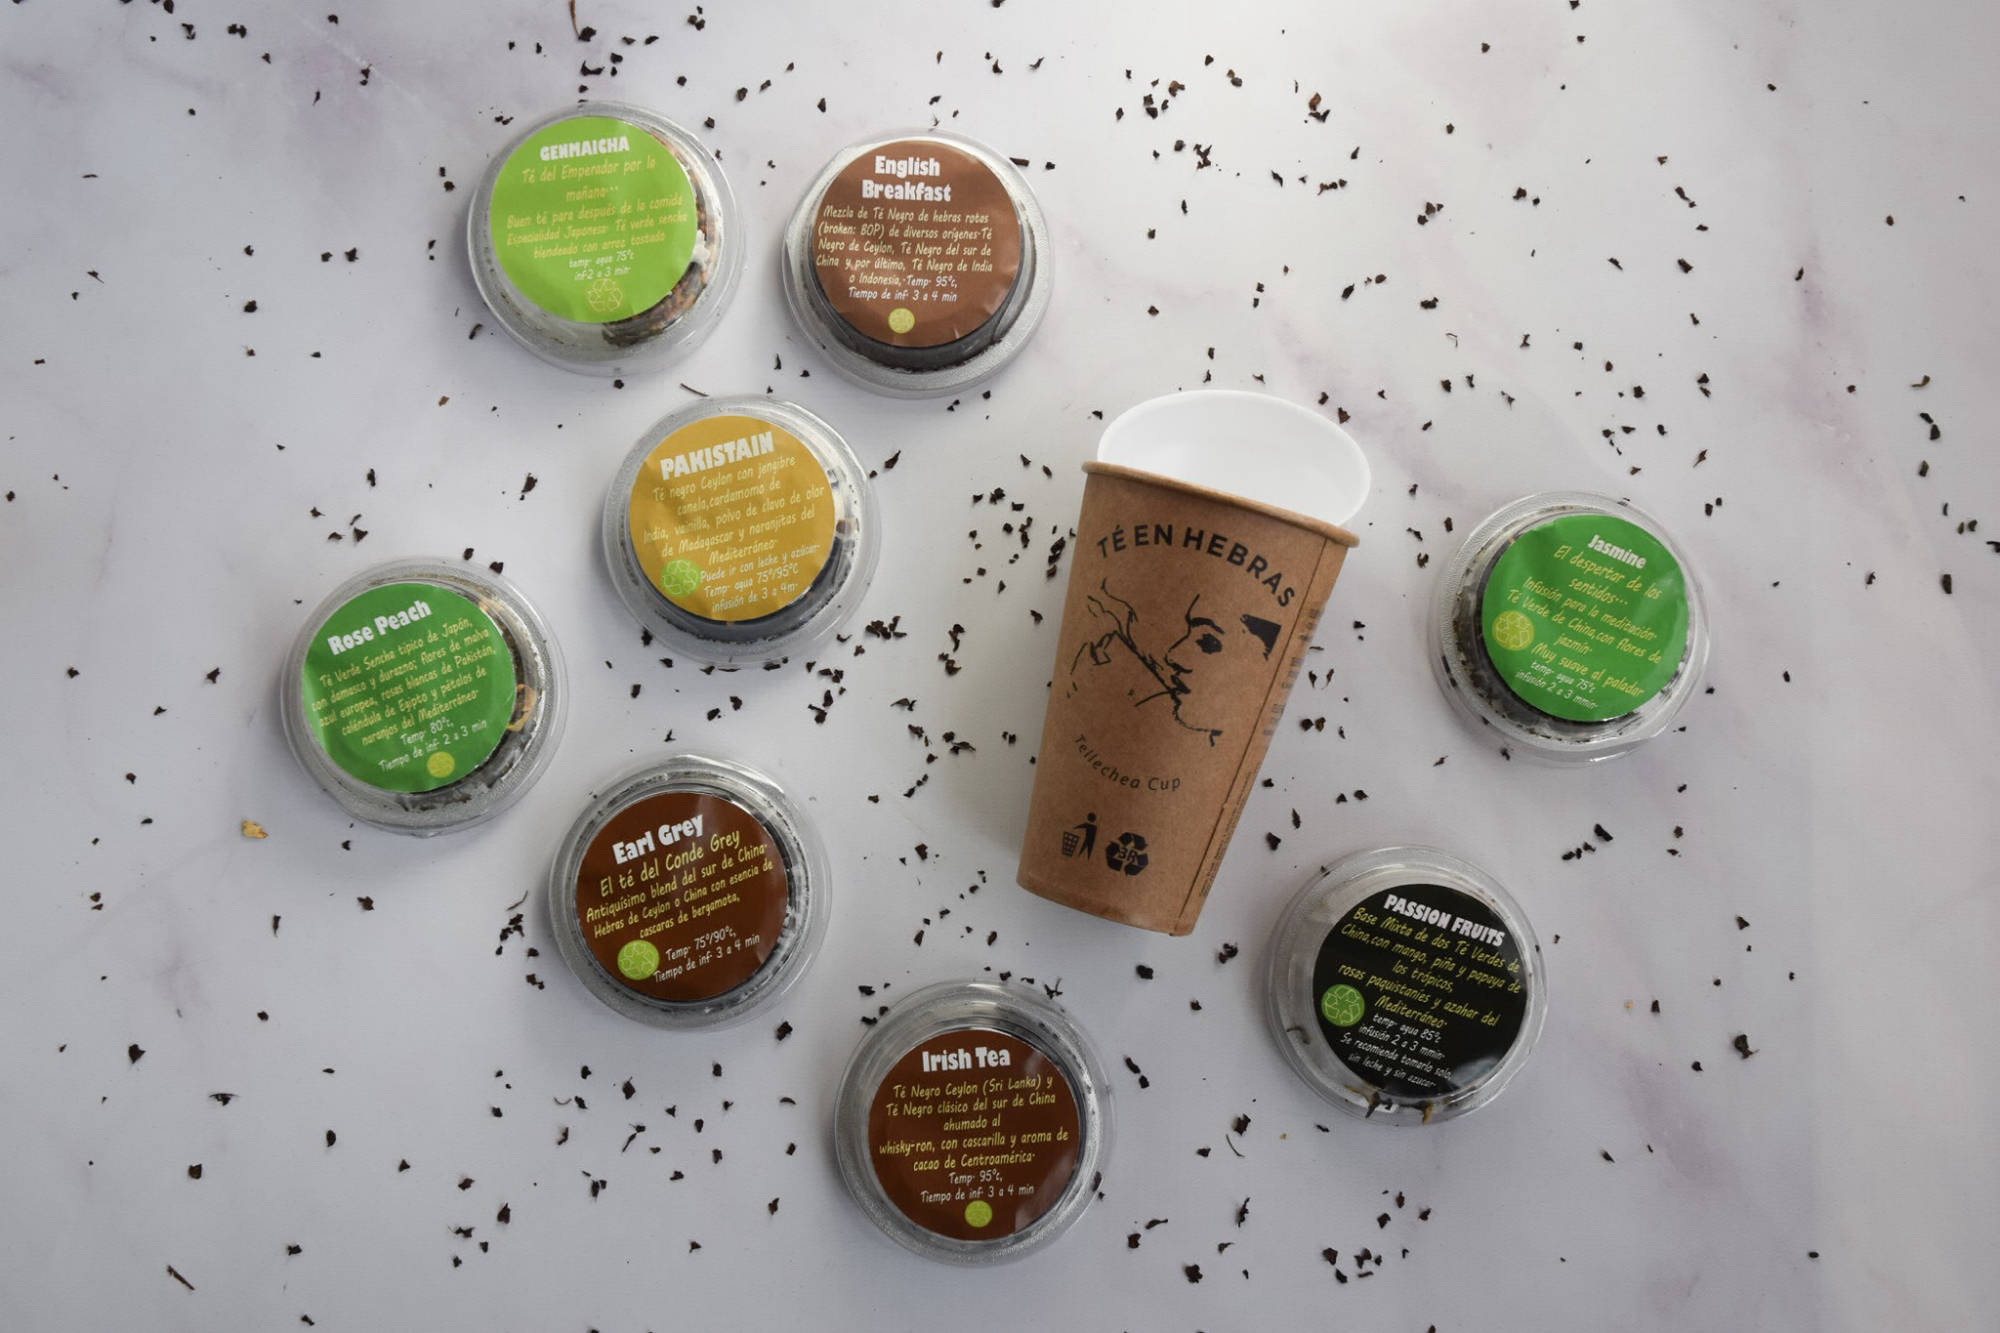 GENMAICHA
Té del Emperador por la
mañana...
Buen té para después de la comida
Especialidad Japonesa. Té verde sencha
blendeado con arroz tostado
temp. agua 75°c
inf.2 a 3 min.
English
Breakfast
Mezcla de Té Negro de hebras rotas
(broken: BOP) de diversos orígenes.Té
Negro de Ceylon, Té Negro del sur de
China y,por último, Té Negro de India
o Indonesia,.Temp. 95°c,
Tiempo de inf. 3 a 4 min
PAKISTAIN
Té negro Ceylon con jengibre
canela,cardamomo de
India, vainilla, polvo de clavo de olor
de Madagascar y naranjitas del
Mediterráneo.
Puede ir con leche y azúcar.
Temp. agua 75°/95°C
infusión de 3 a 4m.
TÉ EN HEBRAS
Tellechea Cup
3R
Jasmine
El despertar de los
sentidos...
Infusión para la meditación.
Té Verde de China,con flores de
jazmín.
Muy suave al paladar
temp. agua 75°c
infusión 2 a 3 mmin.
Rose Peach
Té Verde Sencha típico de Japón,
con damasco y durazno; flores de malva
azul europea, rosas blancas de Pakistán,
caléndula de Egipto y pétalos de
naranjos del Mediterráneo.
Temp. 80°c,
Tiempo de inf. 2 a 3 min
Earl Grey
El té del Conde Grey
Antiquísimo blend del sur de China.
Hebras de Ceylon o China con esencia de
cascaras de bergamota,
Temp. 75°/90°c,
Tiempo de inf. 3 a 4 min
PASSION FRUITS
Base Mixta de dos Té Verdes de
China,con mango, piña y papaya de
los trópicos,
rosas paquistaníes y azahar del
Mediterráneo.
temp. agua 85°c
infusión 2 a 3 mmin.
Se recomienda tomarlo solo,
sin leche y sin azucar.
Irish Tea
Té Negro Ceylon (Sri Lanka) y
Té Negro clásico del sur de China
ahumado al
whisky-ron, con cascarilla y aroma de
cacao de Centroamérica.
Temp. 95°c,
Tiempo de inf. 3 a 4 min